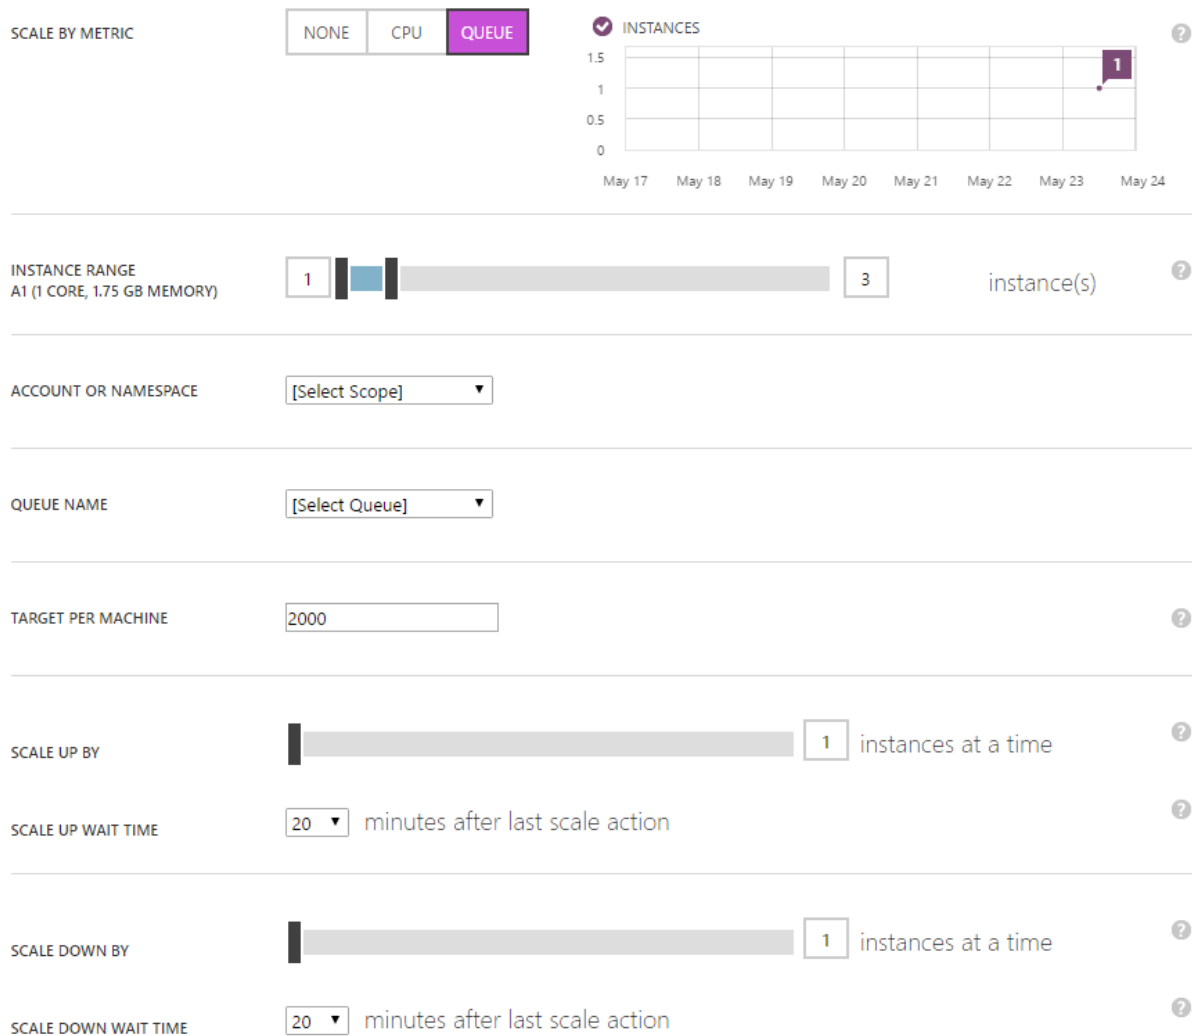 SCALE BY METRIC
NONE CPU QUEUE
INSTANCES
1.5
1
0.5
0
1
May 17 May 18 May 19 May 20 May 21 May 22 May 23 May 24
INSTANCE RANGE
A1 (1 CORE, 1.75 GB MEMORY)
1 3 instance(s)
ACCOUNT OR NAMESPACE [Select Scope]
QUEUE NAME [Select Queue]
TARGET PER MACHINE 2000
SCALE UP BY 1 instances at a time
SCALE UP WAIT TIME 20 minutes after last scale action
SCALE DOWN BY 1 instances at a time
SCALE DOWN WAIT TIME 20 minutes after last scale action